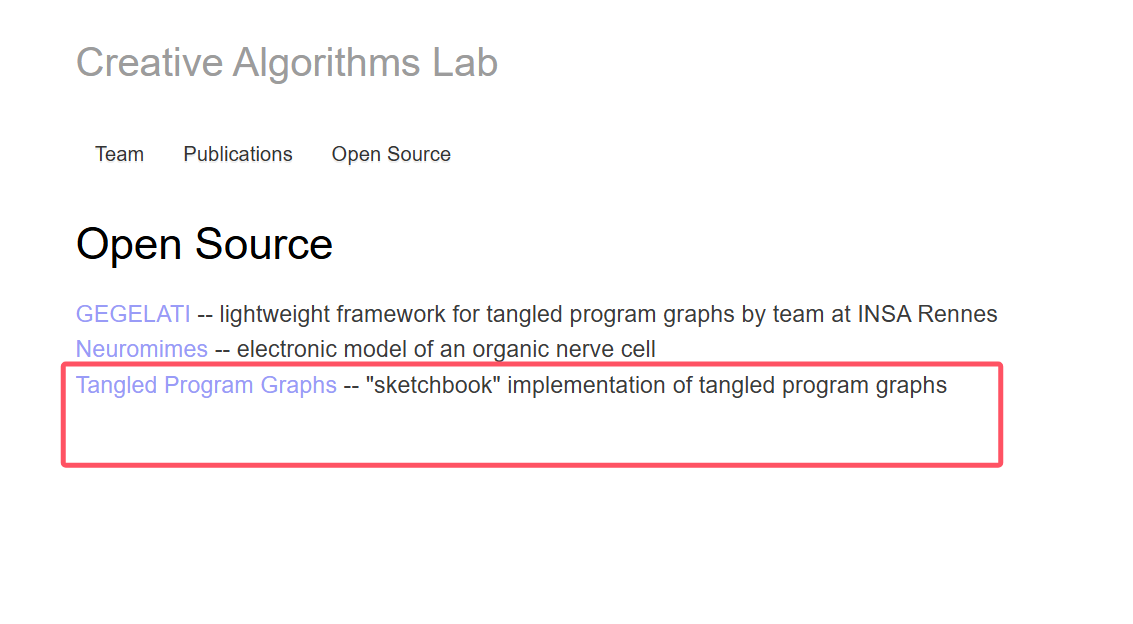 Creative Algorithms Lab
Team Publications Open Source
Open Source
GEGELATI -- lightweight framework for tangled program graphs by team at INSA Rennes
Neuromimes -- electronic model of an organic nerve cell
Tangled Program Graphs -- "sketchbook" implementation of tangled program graphs